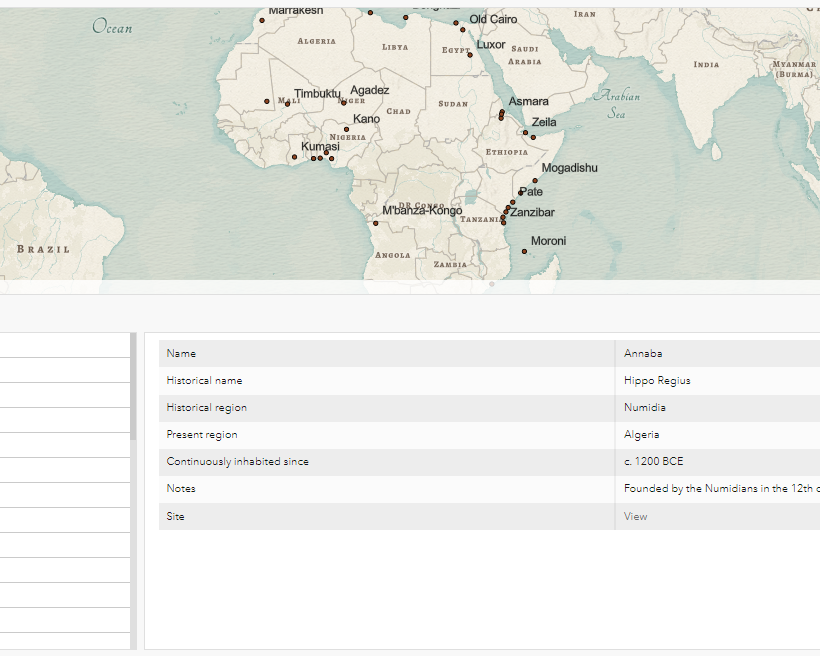 Marrakesh
Ocean
Old Cairo
IRAN
ALGERIA
LIBYA
EGYPT
Luxor
SAUDI
ARABIA
INDIA
MYANMAR
(BURMA)
Timbuktu
Agadez
MALI
NIGER
CHAD
SUDAN
Asmara
Arabian
Sea
Kano
Zeila
NIGERIA
Kumasi
ETHIOPIA
Mogadishu
Pate
DR CONGO
M'banza-Kongo
TANZANIA
Zanzibar
BRAZIL
Moroni
ANGOLA
ZAMBIA
Name Annaba
Historical name Hippo Regius
Historical region Numidia
Present region Algeria
Continuously inhabited since c. 1200 BCE
Notes Founded by the Numidians in the 12th
Site View